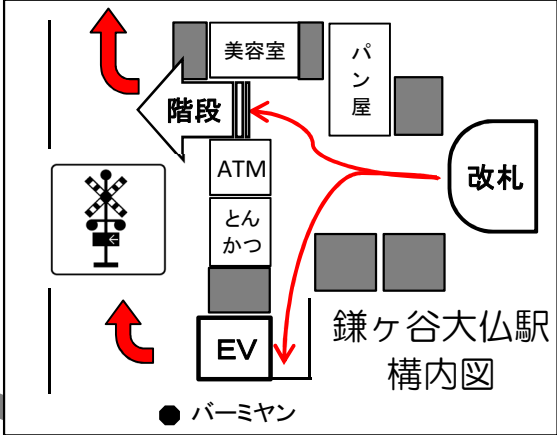 美容室
パン屋
階段
ATM
改札
とん
かつ
鎌ヶ谷大仏駅
構内図
EV
バーミヤン